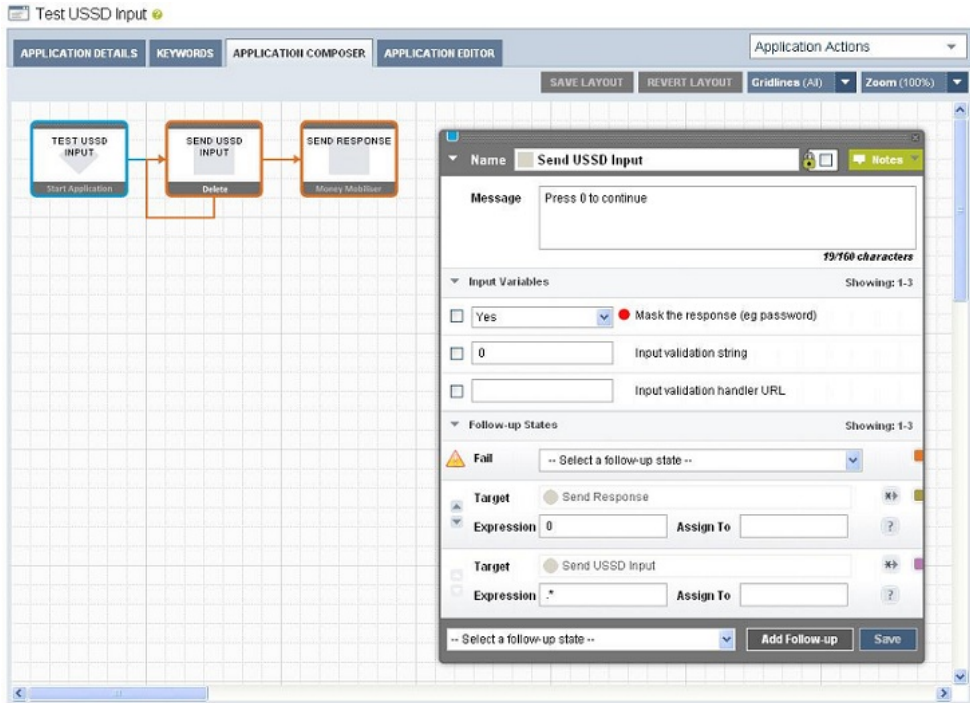 Test USSD Input
APPLICATION DETAILS KEYWORDS APPLICATION COMPOSER APPLICATION EDITOR Application Actions
SAVE LAYOUT REVERT LAYOUT Gridlines (All) Zoom (100%)
TEST USSD INPUT
Start Application
SEND USSD INPUT
Delete
SEND RESPONSE
Money Mobiliser
Name Send USSD Input Notes
Message Press 0 to continue
19/160 characters
Input Variables Showing: 1-3
Yes Mask the response (eg password)
0 Input validation string
Input validation handler URL
Follow-up States Showing: 1-3
Fail -- Select a follow-up state --
Target Send Response
Expression 0 Assign To ?
Target Send USSD Input
Expression .* Assign To ?
-- Select a follow-up state -- Add Follow-up Save